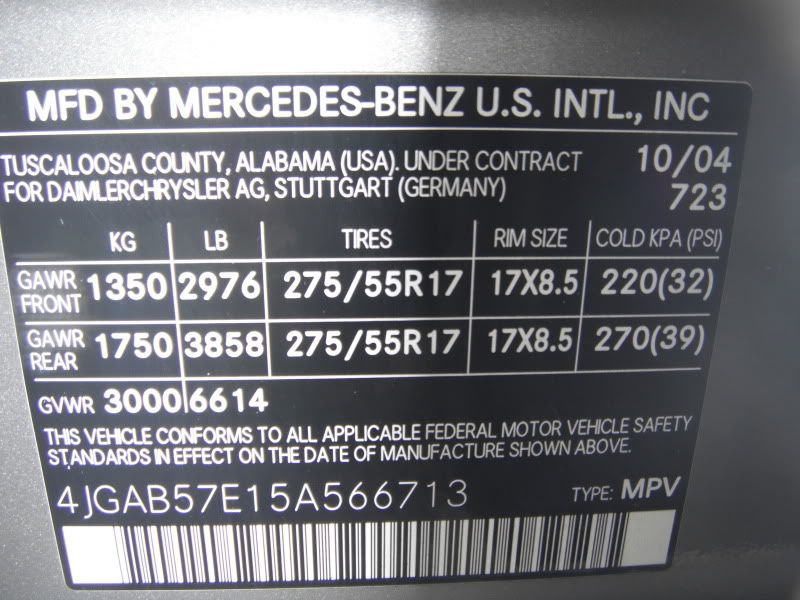 MFD BY MERCEDES-BENZ U.S. INTL., INC
TUSCALOOSA COUNTY, ALABAMA (USA). UNDER CONTRACT 10/04
FOR DAIMLERCHRYSLER AG, STUTTGART (GERMANY) 723
KG LB TIRES RIM SIZE COLD KPA (PSI)
GAWR FRONT 1350 2976 275/55R17 17X8.5 220(32)
GAWR REAR 1750 3858 275/55R17 17X8.5 270(39)
GVWR 3000 6614
THIS VEHICLE CONFORMS TO ALL APPLICABLE FEDERAL MOTOR VEHICLE SAFETY
STANDARDS IN EFFECT ON THE DATE OF MANUFACTURE SHOWN ABOVE.
4JGAB57E15A566713 TYPE: MPV